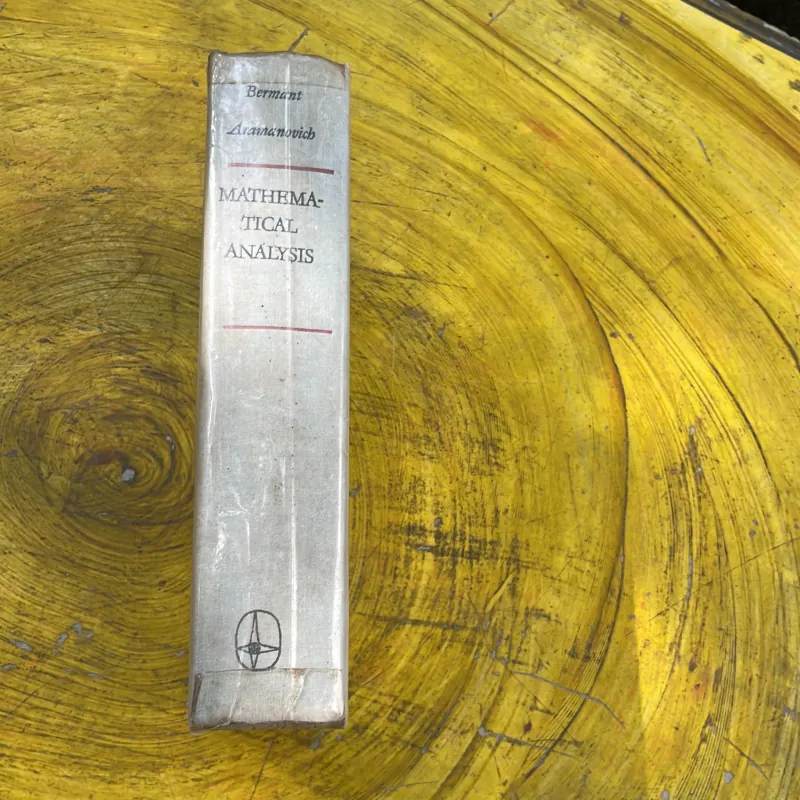 Bermant
Aramanovich
MATHEMA-
TICAL
ANALYSIS